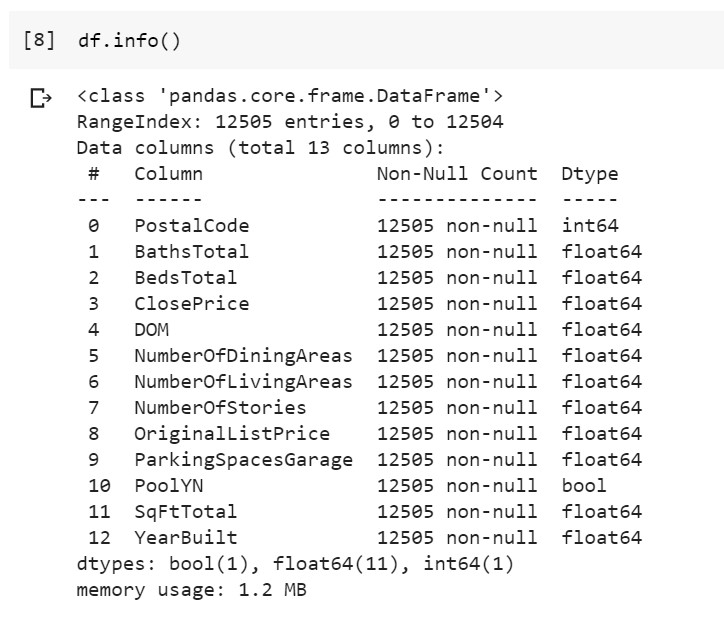 [8] df.info()
<class 'pandas.core.frame.DataFrame'>
RangeIndex: 12505 entries, 0 to 12504
Data columns (total 13 columns):
 #   Column               Non-Null Count  Dtype
---  ------               --------------  -----
 0   PostalCode           12505 non-null  int64
 1   BathsTotal           12505 non-null  float64
 2   BedsTotal            12505 non-null  float64
 3   ClosePrice           12505 non-null  float64
 4   DOM                  12505 non-null  float64
 5   NumberOfDiningAreas  12505 non-null  float64
 6   NumberOfLivingAreas  12505 non-null  float64
 7   NumberOfStories      12505 non-null  float64
 8   OriginalListPrice    12505 non-null  float64
 9   ParkingSpacesGarage  12505 non-null  float64
 10  PoolYN               12505 non-null  bool
 11  SqFtTotal            12505 non-null  float64
 12  YearBuilt            12505 non-null  float64
dtypes: bool(1), float64(11), int64(1)
memory usage: 1.2 MB